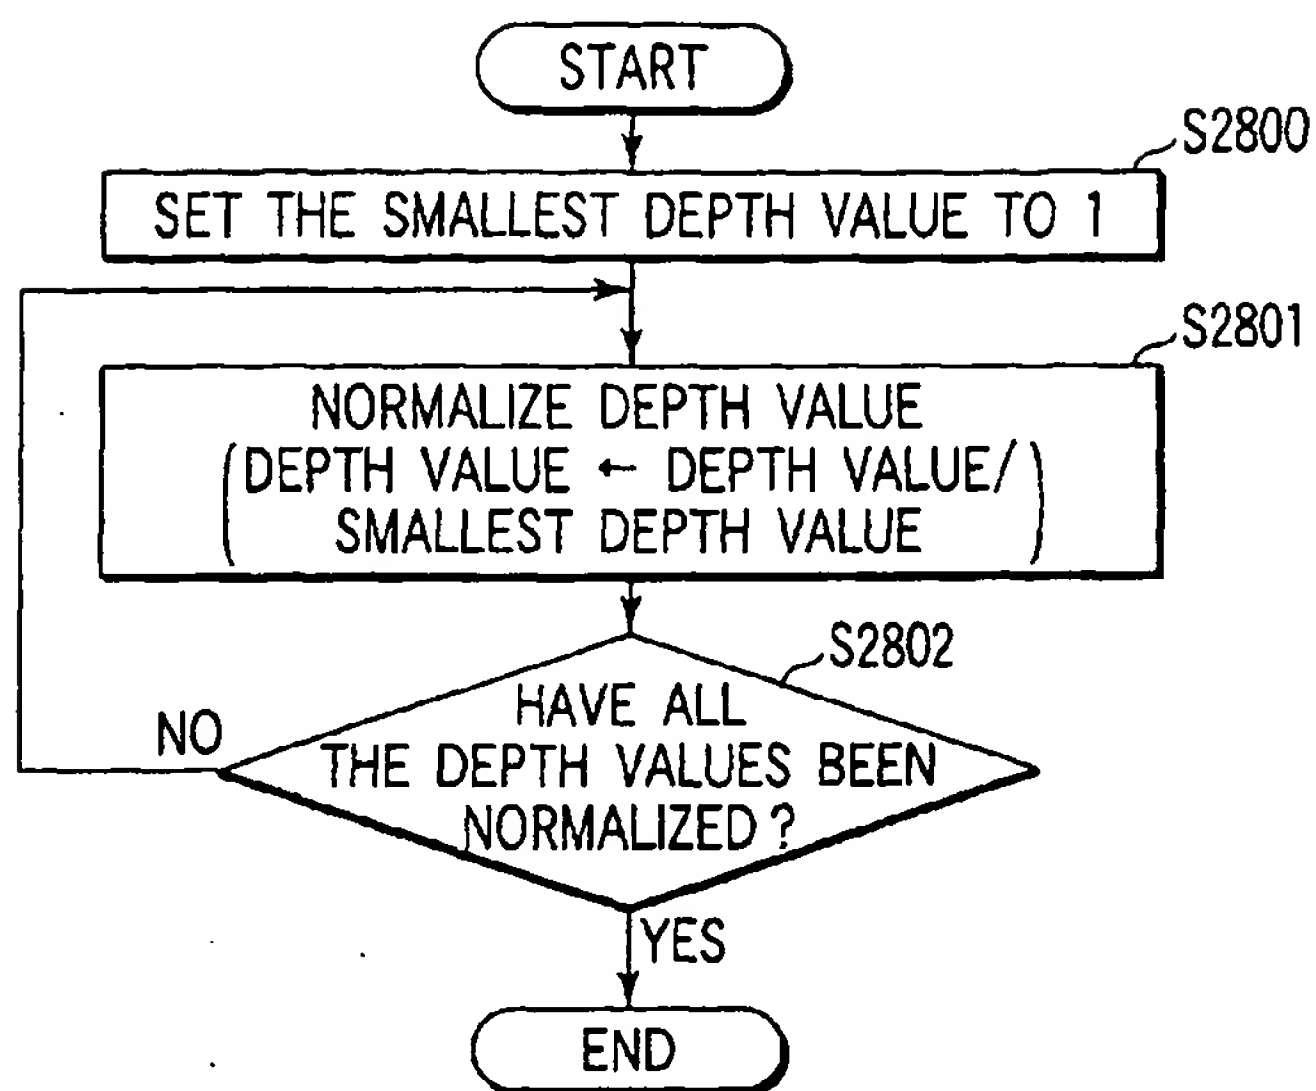 START
S2800
SET THE SMALLEST DEPTH VALUE TO 1
S2801
NORMALIZE DEPTH VALUE
(DEPTH VALUE ← DEPTH VALUE/
SMALLEST DEPTH VALUE)
S2802
HAVE ALL
THE DEPTH VALUES BEEN
NORMALIZED?
NO
YES
END